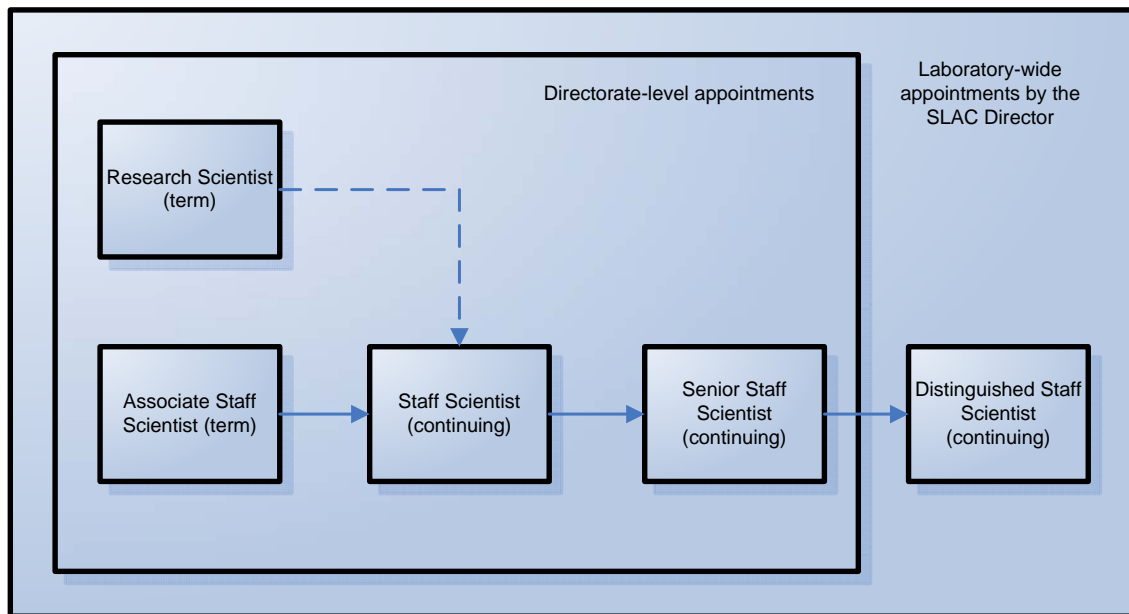 Directorate-level appointments
Laboratory-wide
appointments by the
SLAC Director
Research Scientist
(term)
Associate Staff
Scientist (term)
Staff Scientist
(continuing)
Senior Staff
Scientist
(continuing)
Distinguished Staff
Scientist
(continuing)